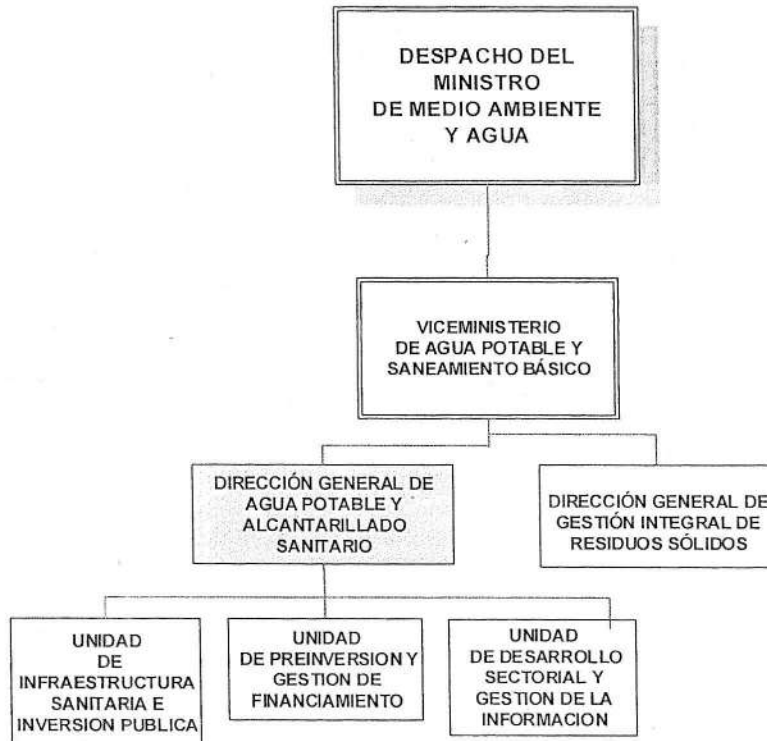 DESPACHO DEL
MINISTRO
DE MEDIO AMBIENTE
Y AGUA
VICEMINISTERIO
DE AGUA POTABLE Y
SANEAMIENTO BÁSICO
DIRECCIÓN GENERAL DE
AGUA POTABLE Y
ALCANTARILLADO
SANITARIO
DIRECCIÓN GENERAL DE
GESTIÓN INTEGRAL DE
RESIDUOS SÓLIDOS
UNIDAD
DE
INFRAESTRUCTURA
SANITARIA E
INVERSION PUBLICA
UNIDAD
DE PREINVERSION Y
GESTION DE
FINANCIAMIENTO
UNIDAD
DE DESARROLLO
SECTORIAL Y
GESTION DE LA
INFORMACION